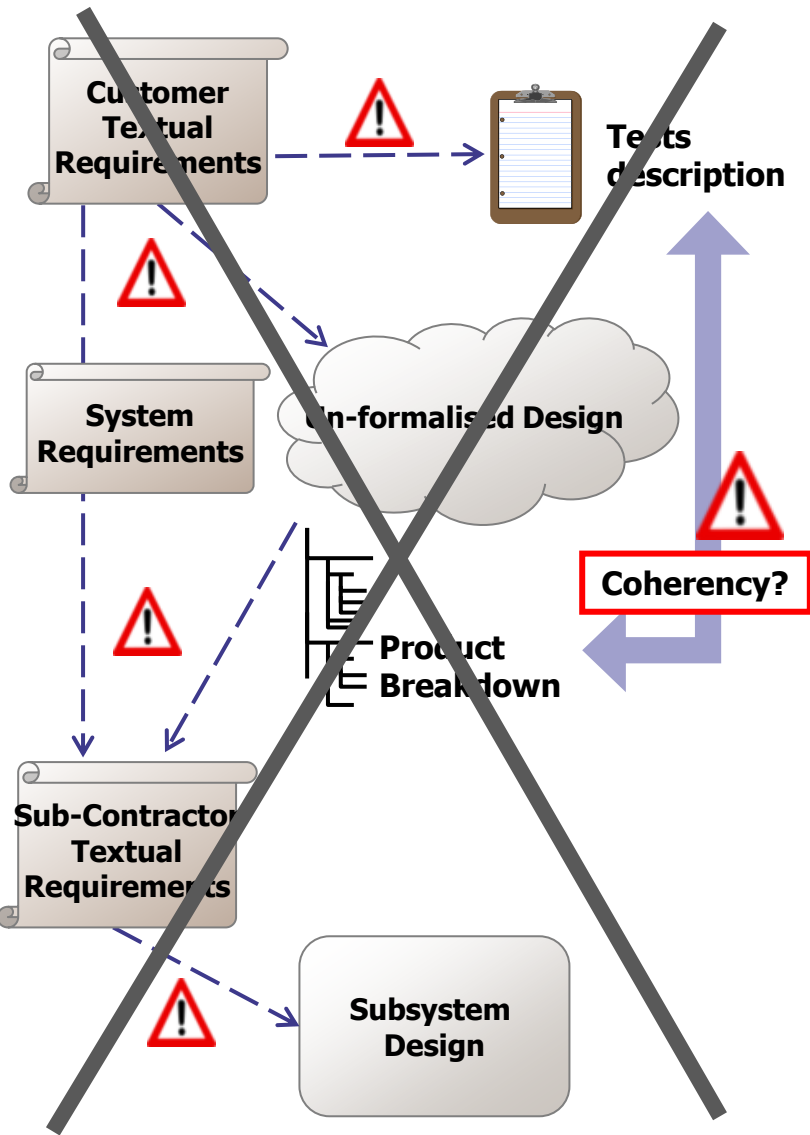 Customer
Textual
Requirements
Tests
description
System
Requirements
Un-formalised Design
Coherency?
Product
Breakdown
Sub-Contractor
Textual
Requirements
Subsystem
Design